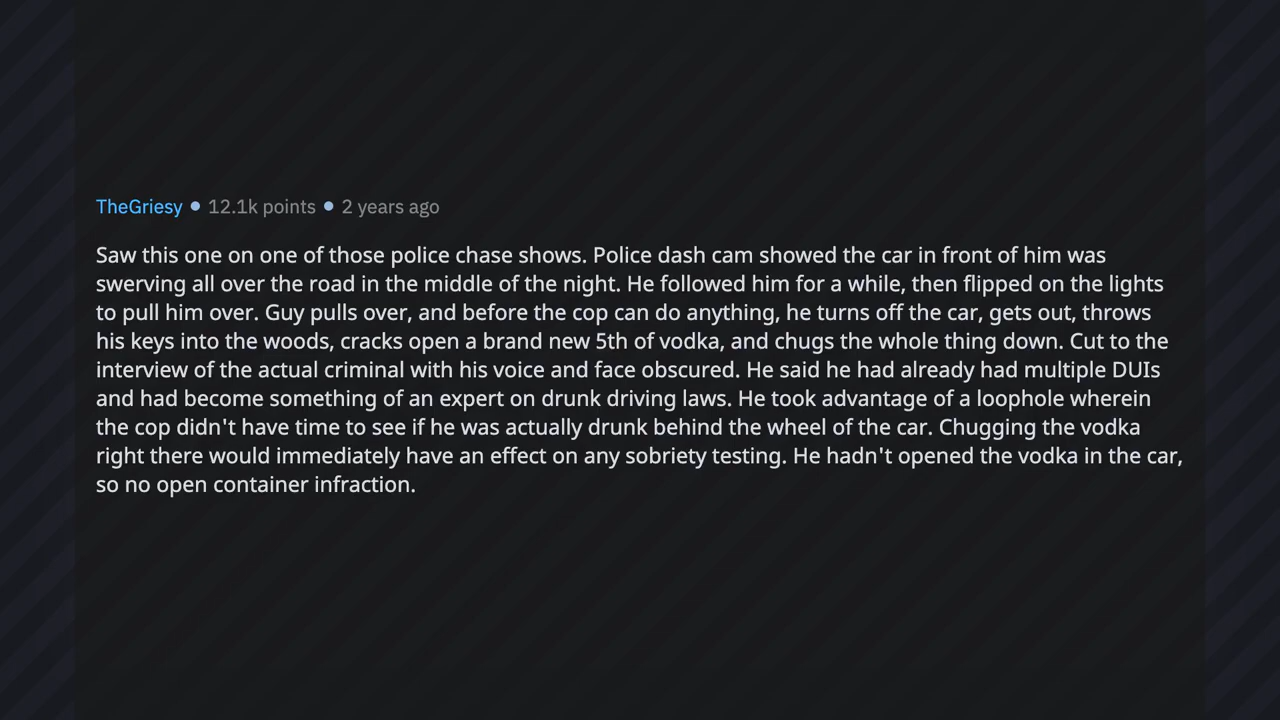 TheGriesy ● 12.1k points ● 2 years ago
Saw this one on one of those police chase shows. Police dash cam showed the car in front of him was
swerving all over the road in the middle of the night. He followed him for a while, then flipped on the lights
to pull him over. Guy pulls over, and before the cop can do anything, he turns off the car, gets out, throws
his keys into the woods, cracks open a brand new 5th of vodka, and chugs the whole thing down. Cut to the
interview of the actual criminal with his voice and face obscured. He said he had already had multiple DUIs
and had become something of an expert on drunk driving laws. He took advantage of a loophole wherein
the cop didn't have time to see if he was actually drunk behind the wheel of the car. Chugging the vodka
right there would immediately have an effect on any sobriety testing. He hadn't opened the vodka in the car,
so no open container infraction.